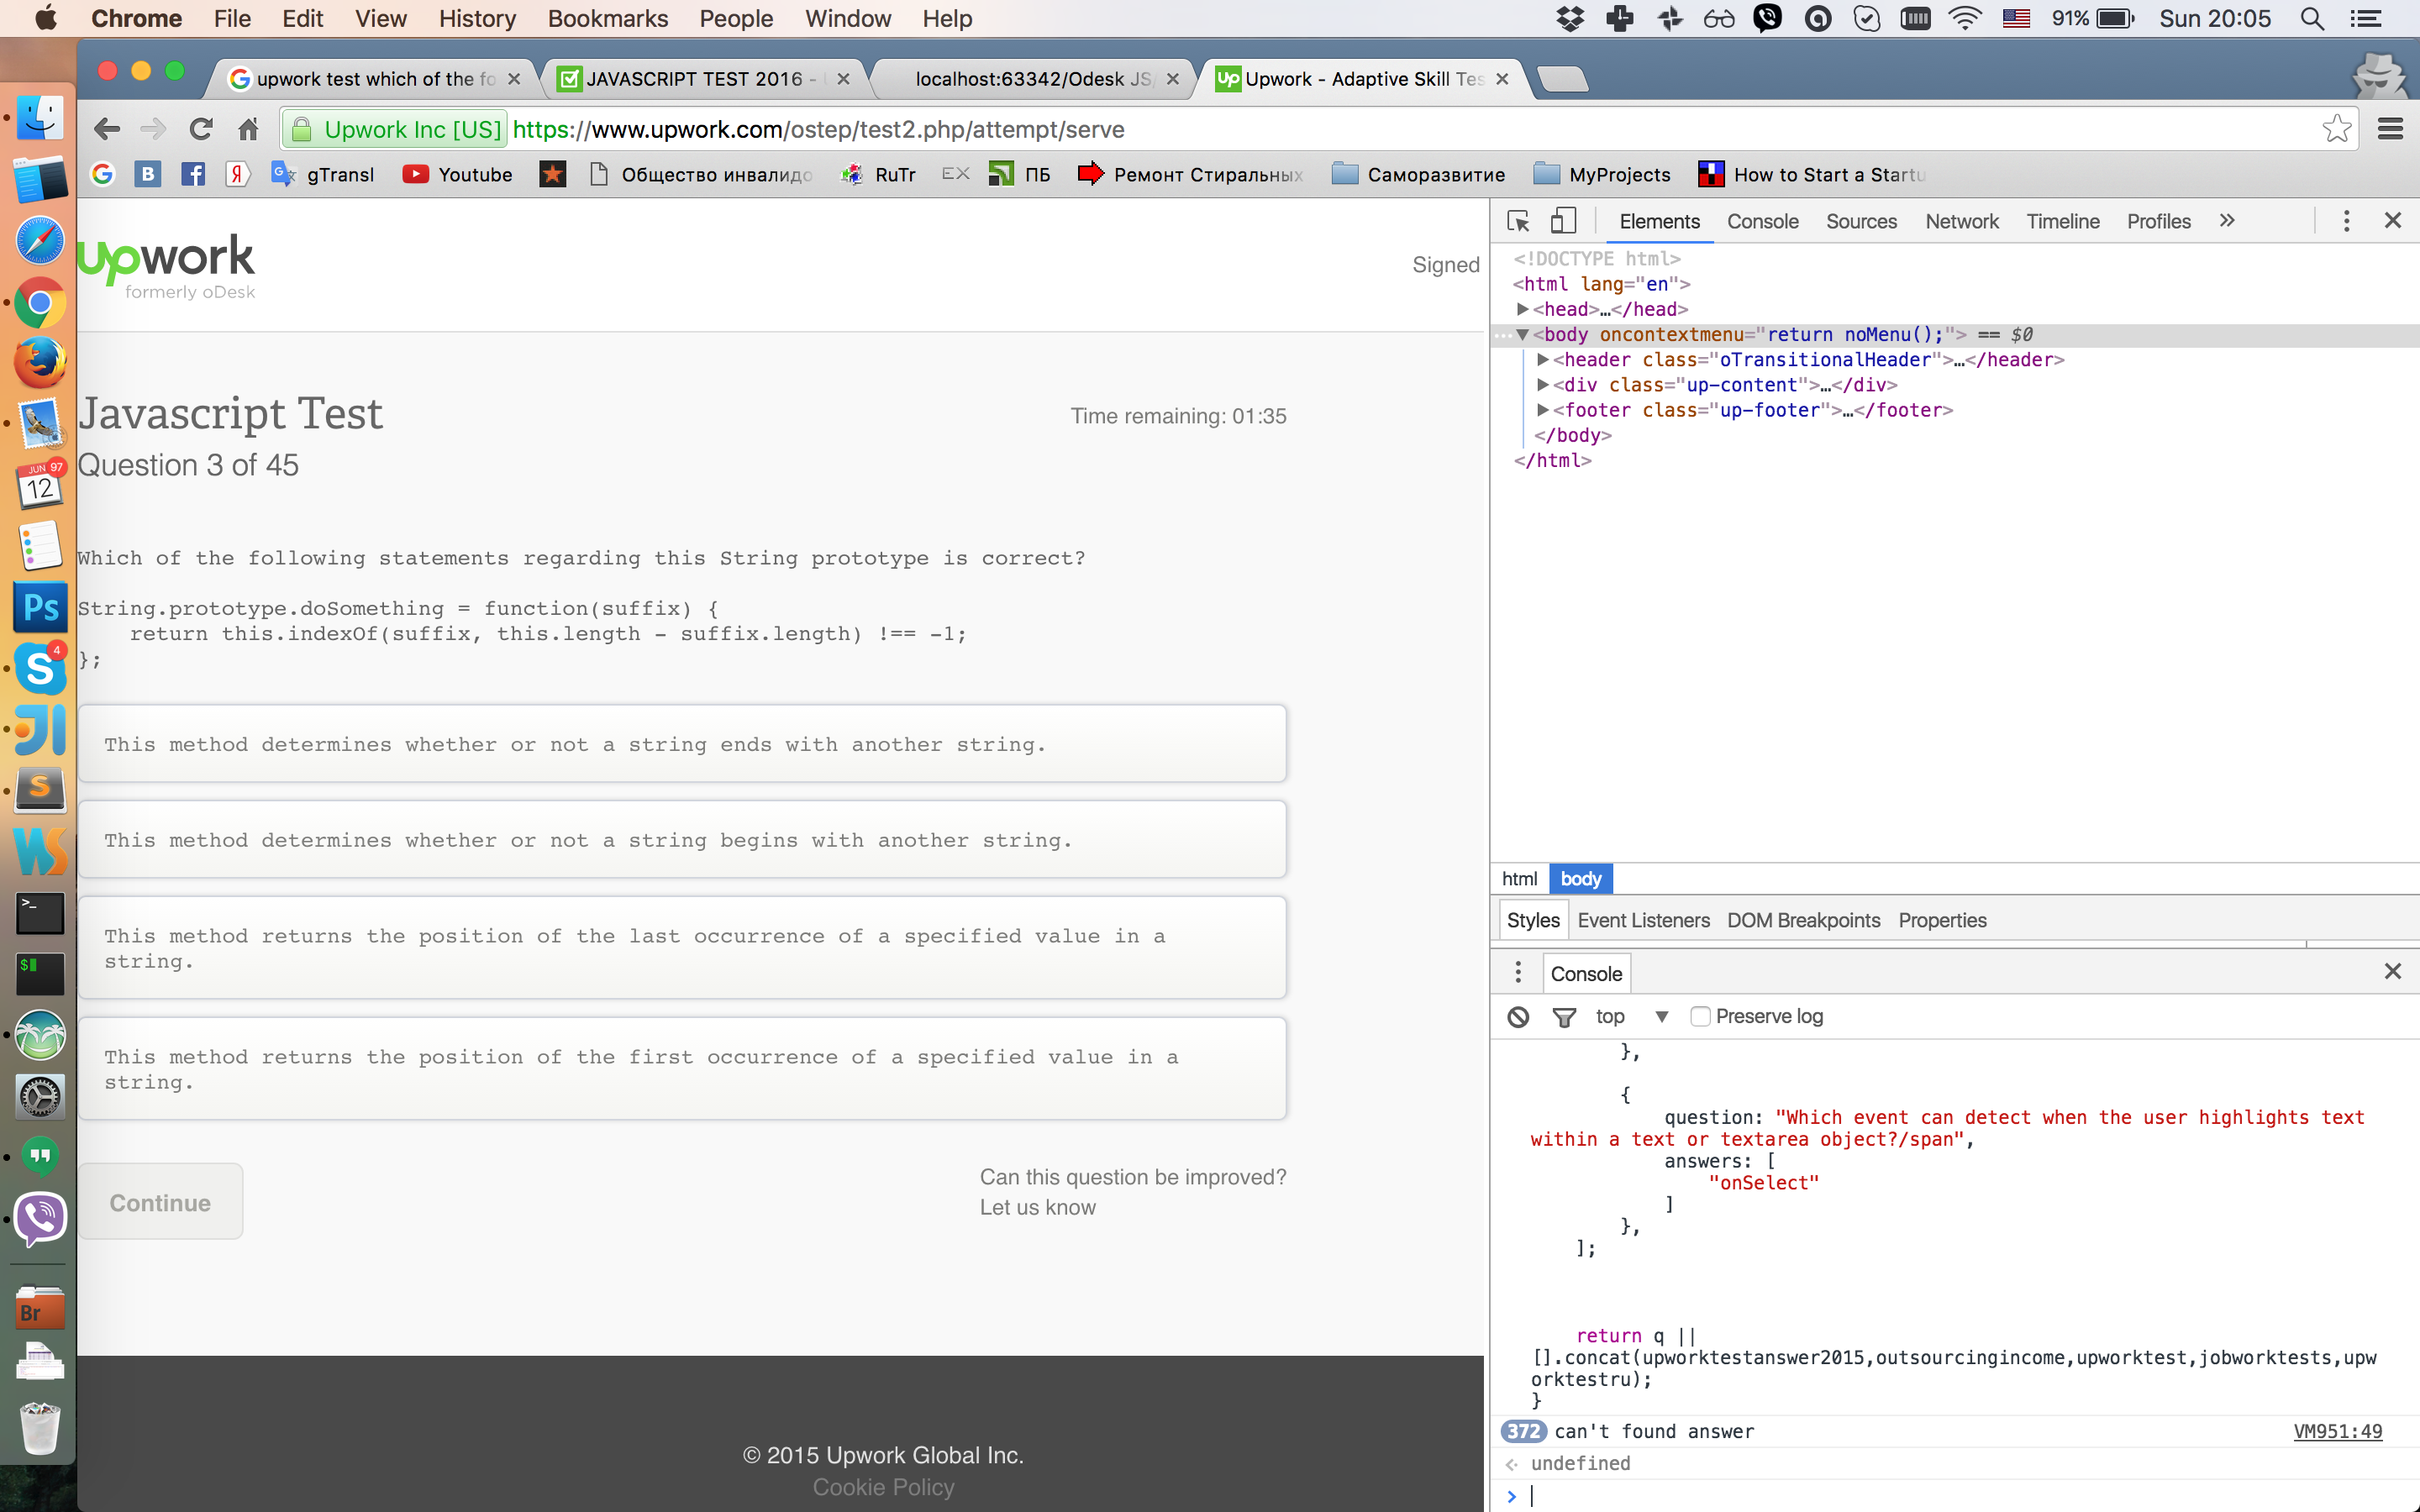 Chrome File Edit View History Bookmarks People Window Help 91% Sun 20:05
upwork test which of the fo
JAVASCRIPT TEST 2016 -
localhost:63342/Odesk JS/
Upwork - Adaptive Skill Tes
Upwork Inc [US] https://www.upwork.com/ostep/test2.php/attempt/serve
gTransl Youtube Общество инвалидо RuTr EX ПБ Ремонт Стиральных Саморазвитие MyProjects How to Start a Startu
upwork
formerly oDesk
Signed
Javascript Test
Time remaining: 01:35
Question 3 of 45
Which of the following statements regarding this String prototype is correct?
String.prototype.doSomething = function(suffix) {
return this.indexOf(suffix, this.length - suffix.length) !== -1;
};
This method determines whether or not a string ends with another string.
This method determines whether or not a string begins with another string.
This method returns the position of the last occurrence of a specified value in a
string.
This method returns the position of the first occurrence of a specified value in a
string.
Continue
Can this question be improved?
Let us know
© 2015 Upwork Global Inc.
Cookie Policy
Elements Console Sources Network Timeline Profiles »
<!DOCTYPE html>
<html lang="en">
▶<head>…</head>
…▼<body oncontextmenu="return noMenu();"> == $0
▶<header class="oTransitionalHeader">…</header>
▶<div class="up-content">…</div>
▶<footer class="up-footer">…</footer>
</body>
</html>
html body
Styles Event Listeners DOM Breakpoints Properties
Console
top ▼ Preserve log
},
{
question: "Which event can detect when the user highlights text
within a text or textarea object?/span",
answers: [
"onSelect"
]
},
];
return q ||
[].concat(upworktestanswer2015,outsourcingincome,upworktest,jobworktests,upw
orktestru);
}
372 can't found answer VM951:49
undefined
>
JUN 97
12
Ps
S 4
JI
S
WS
>_
$
Br